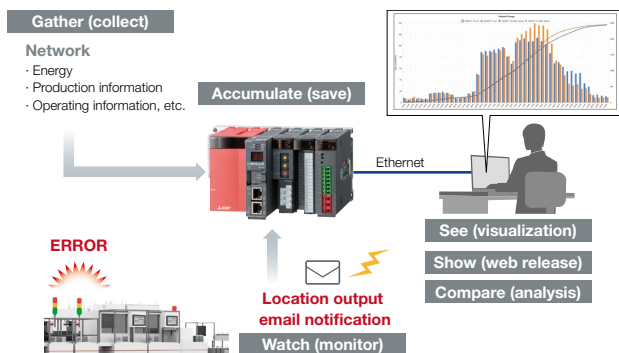 Gather (collect)
Network
· Energy
· Production information
· Operating information, etc.
Accumulate (save)
Ethernet
See (visualization)
Show (web release)
Compare (analysis)
ERROR
Location output
email notification
Watch (monitor)